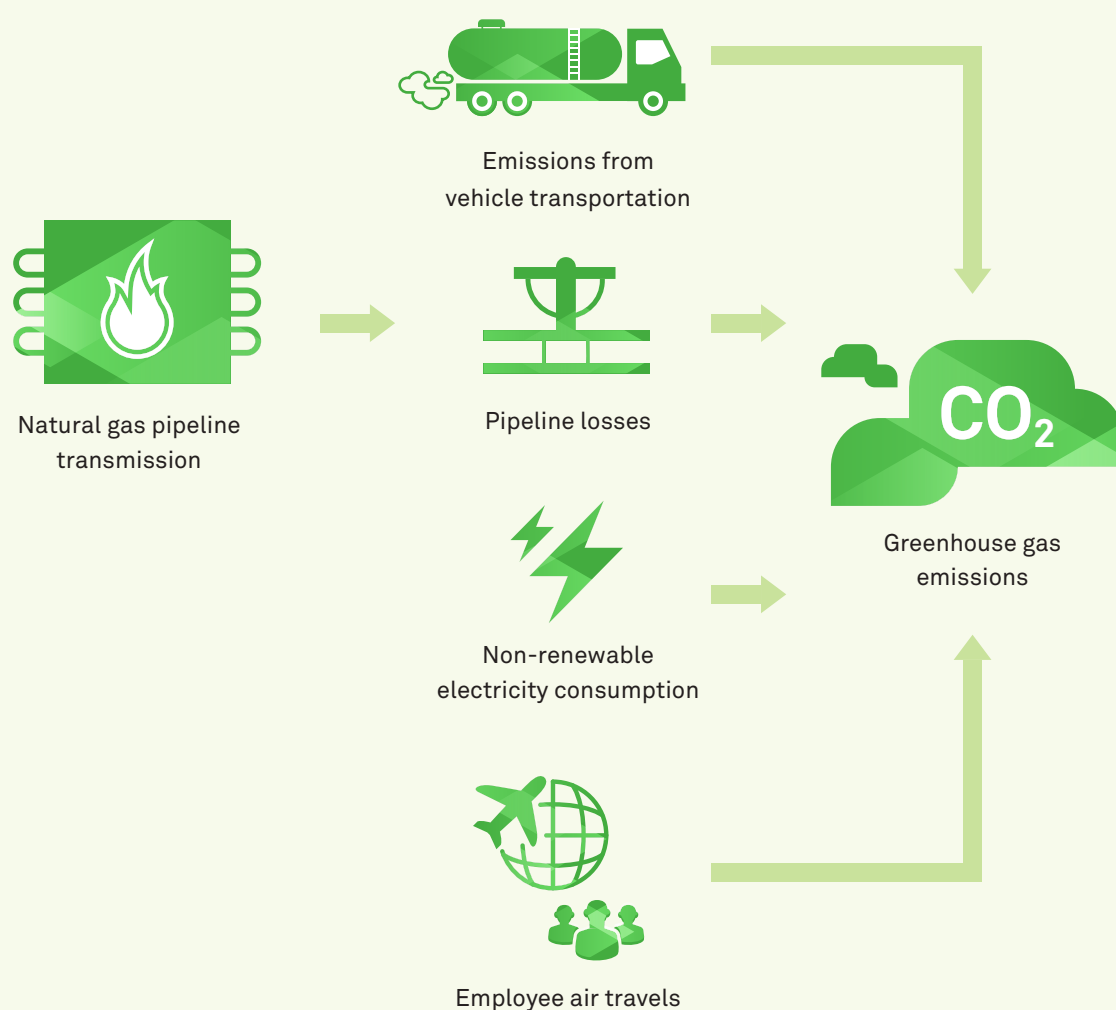 Emissions from
vehicle transportation
Natural gas pipeline
transmission
Pipeline losses
CO₂
Greenhouse gas
emissions
Non-renewable
electricity consumption
Employee air travels